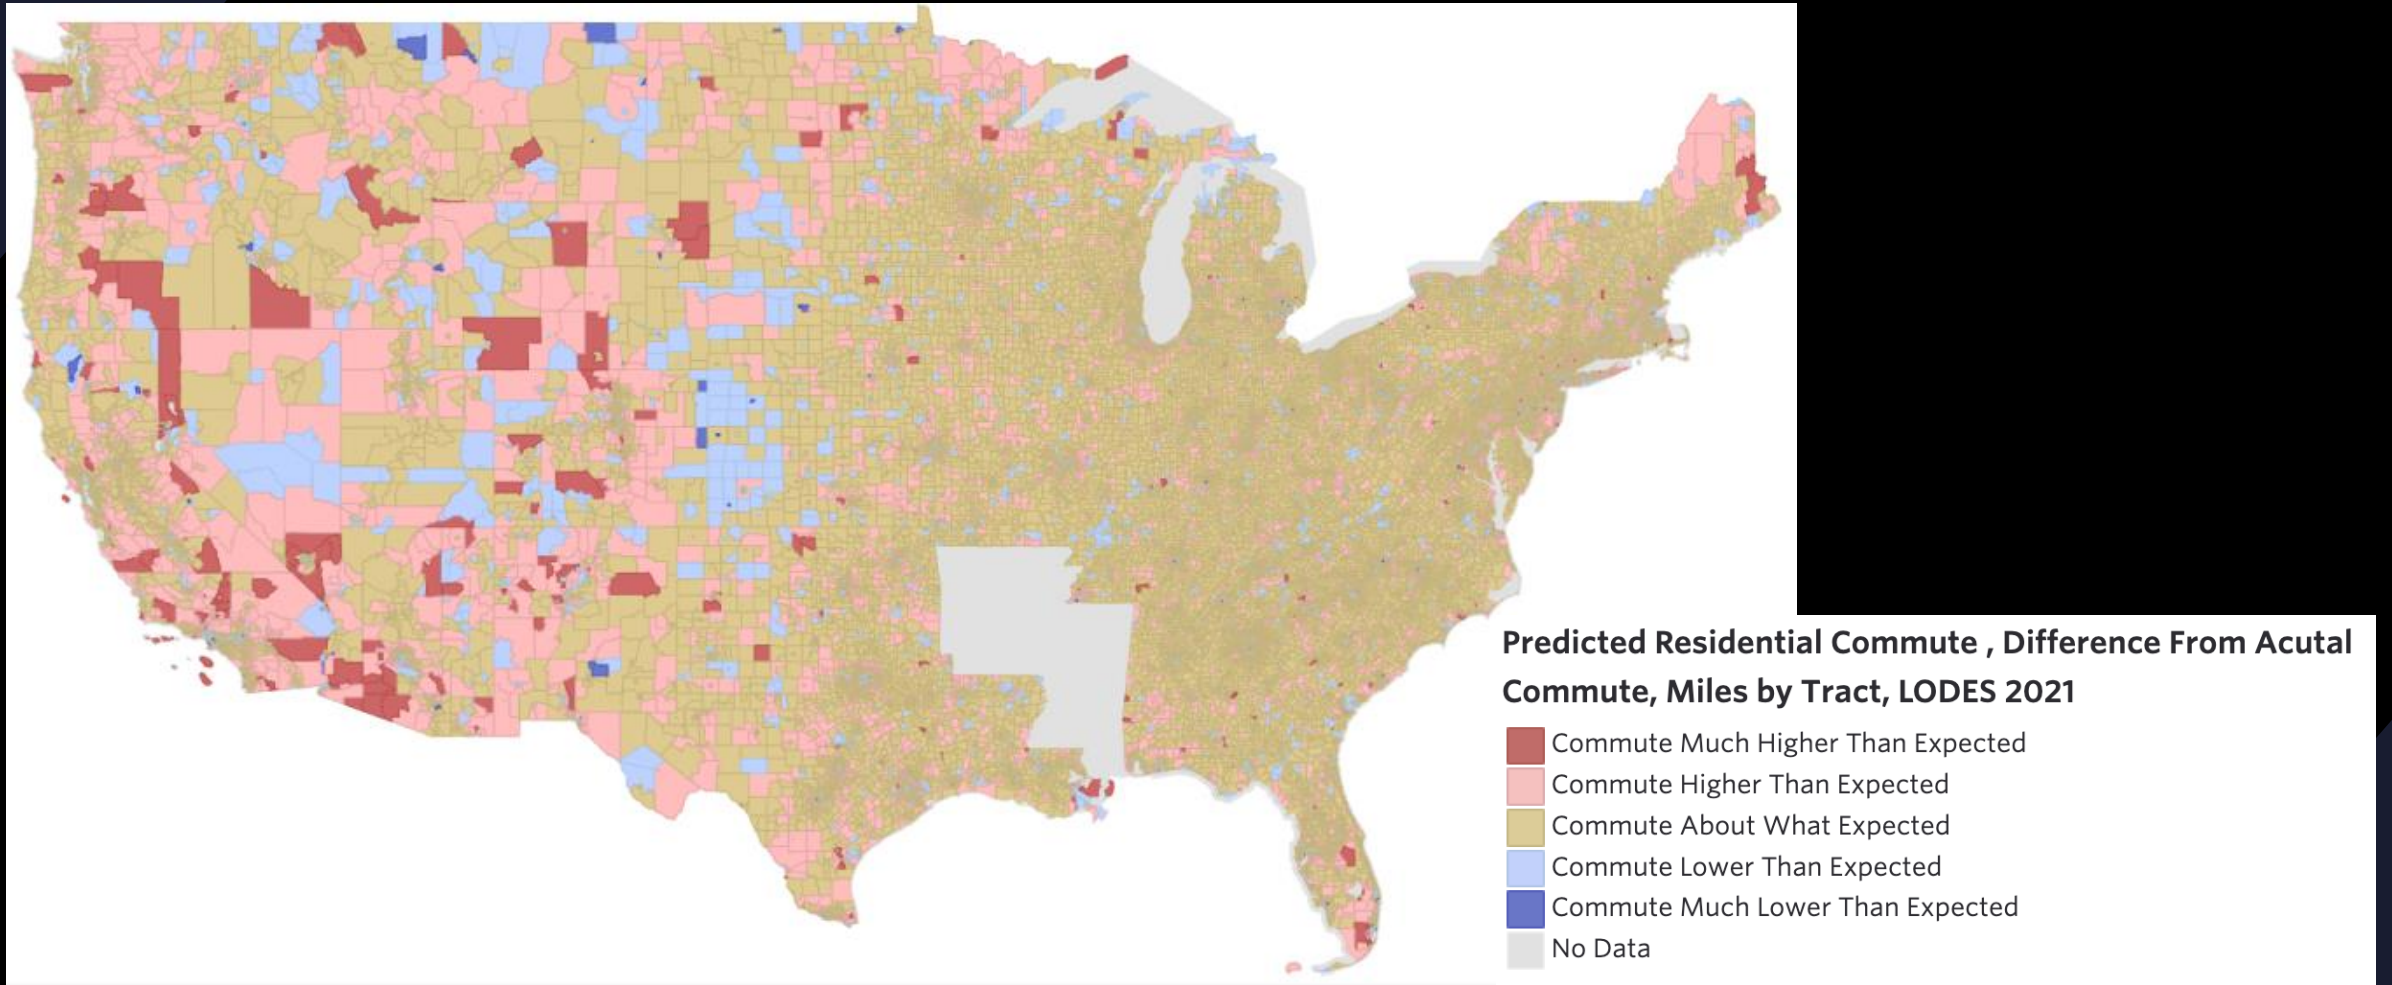 Predicted Residential Commute , Difference From Acutal
Commute, Miles by Tract, LODES 2021
Commute Much Higher Than Expected
Commute Higher Than Expected
Commute About What Expected
Commute Lower Than Expected
Commute Much Lower Than Expected
No Data